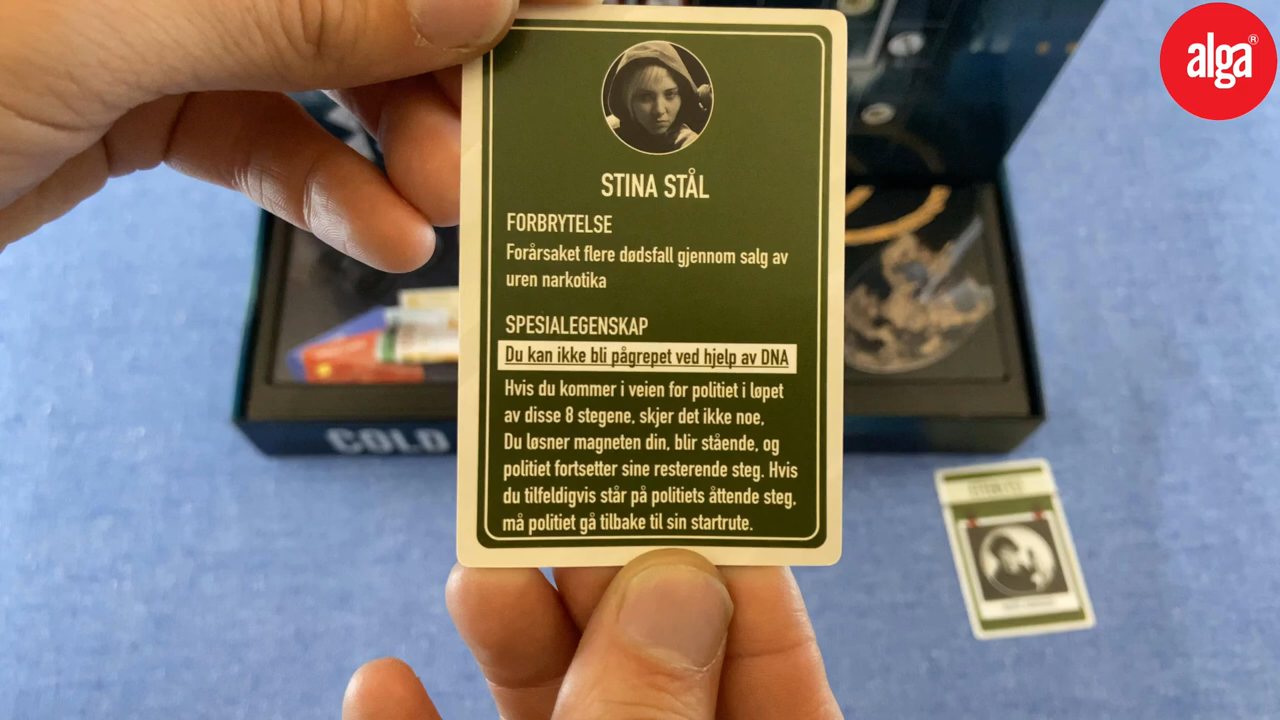 alga®
STINA STÅL
FORBRYTELSE
Forårsaket flere dødsfall gjennom salg av
uren narkotika
SPESIALEGENSKAP
Du kan ikke bli pågrepet ved hjelp av DNA
Hvis du kommer i veien for politiet i løpet
av disse 8 stegene, skjer det ikke noe,
Du løsner magneten din, blir stående, og
politiet fortsetter sine resterende steg. Hvis
du tilfeldigvis står på politiets åttende steg,
må politiet gå tilbake til sin startrute.
COLD